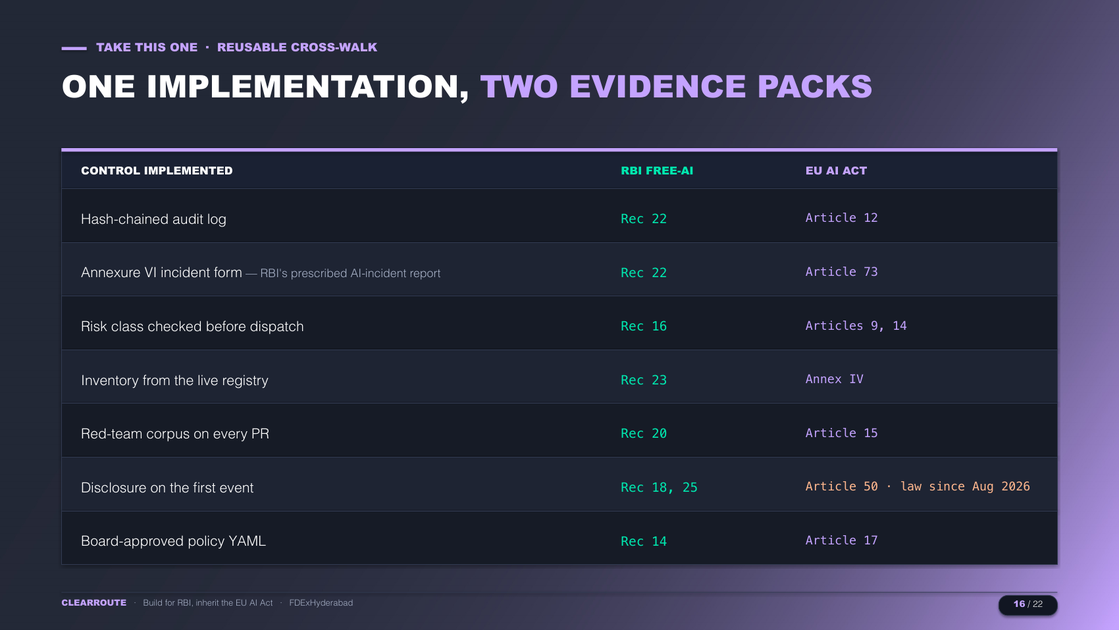 TAKE THIS ONE · REUSABLE CROSS-WALK
ONE IMPLEMENTATION, TWO EVIDENCE PACKS
CONTROL IMPLEMENTED RBI FREE-AI EU AI ACT
Hash-chained audit log Rec 22 Article 12
Annexure VI incident form — RBI's prescribed AI-incident report Rec 22 Article 73
Risk class checked before dispatch Rec 16 Articles 9, 14
Inventory from the live registry Rec 23 Annex IV
Red-team corpus on every PR Rec 20 Article 15
Disclosure on the first event Rec 18, 25 Article 50 · law since Aug 2026
Board-approved policy YAML Rec 14 Article 17
CLEARROUTE · Build for RBI, inherit the EU AI Act · FDExHyderabad 16 / 22